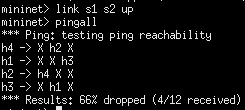 mininet> link s1 s2 up
mininet> pingall
*** Ping: testing ping reachability
h4 -> X h2 X
h1 -> X X h3
h2 -> h4 X X
h3 -> X h1 X
*** Results: 66% dropped (4/12 received)